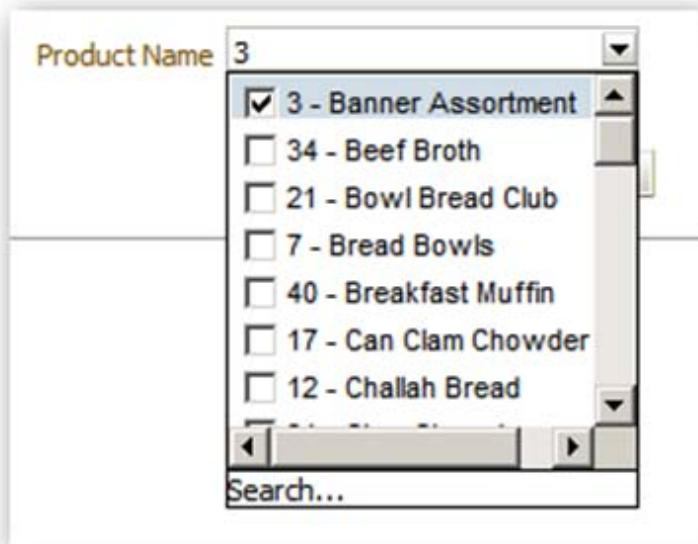 Product Name 3
3 - Banner Assortment
34 - Beef Broth
21 - Bowl Bread Club
7 - Bread Bowls
40 - Breakfast Muffin
17 - Can Clam Chowder
12 - Challah Bread
Search...